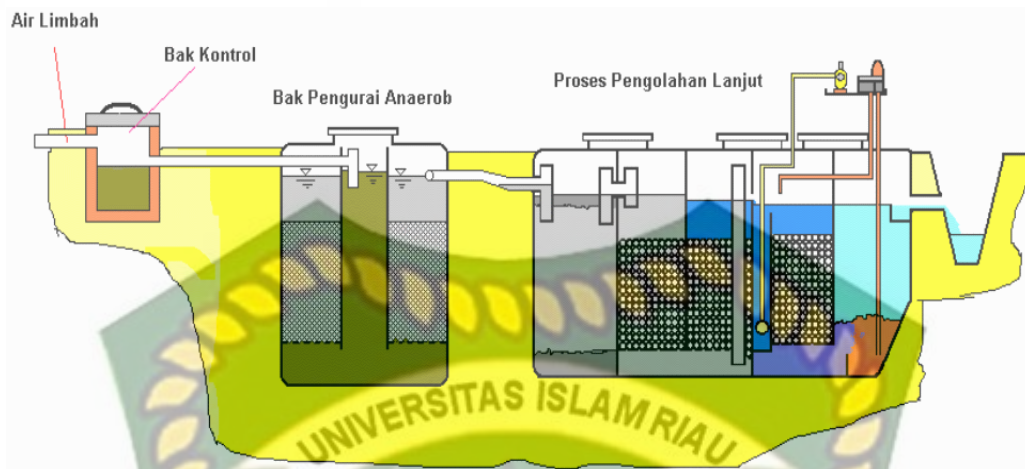 Air Limbah
Bak Kontrol
Bak Pengurai Anaerob
Proses Pengolahan Lanjut
UNIVERSITAS ISLAM RIAU